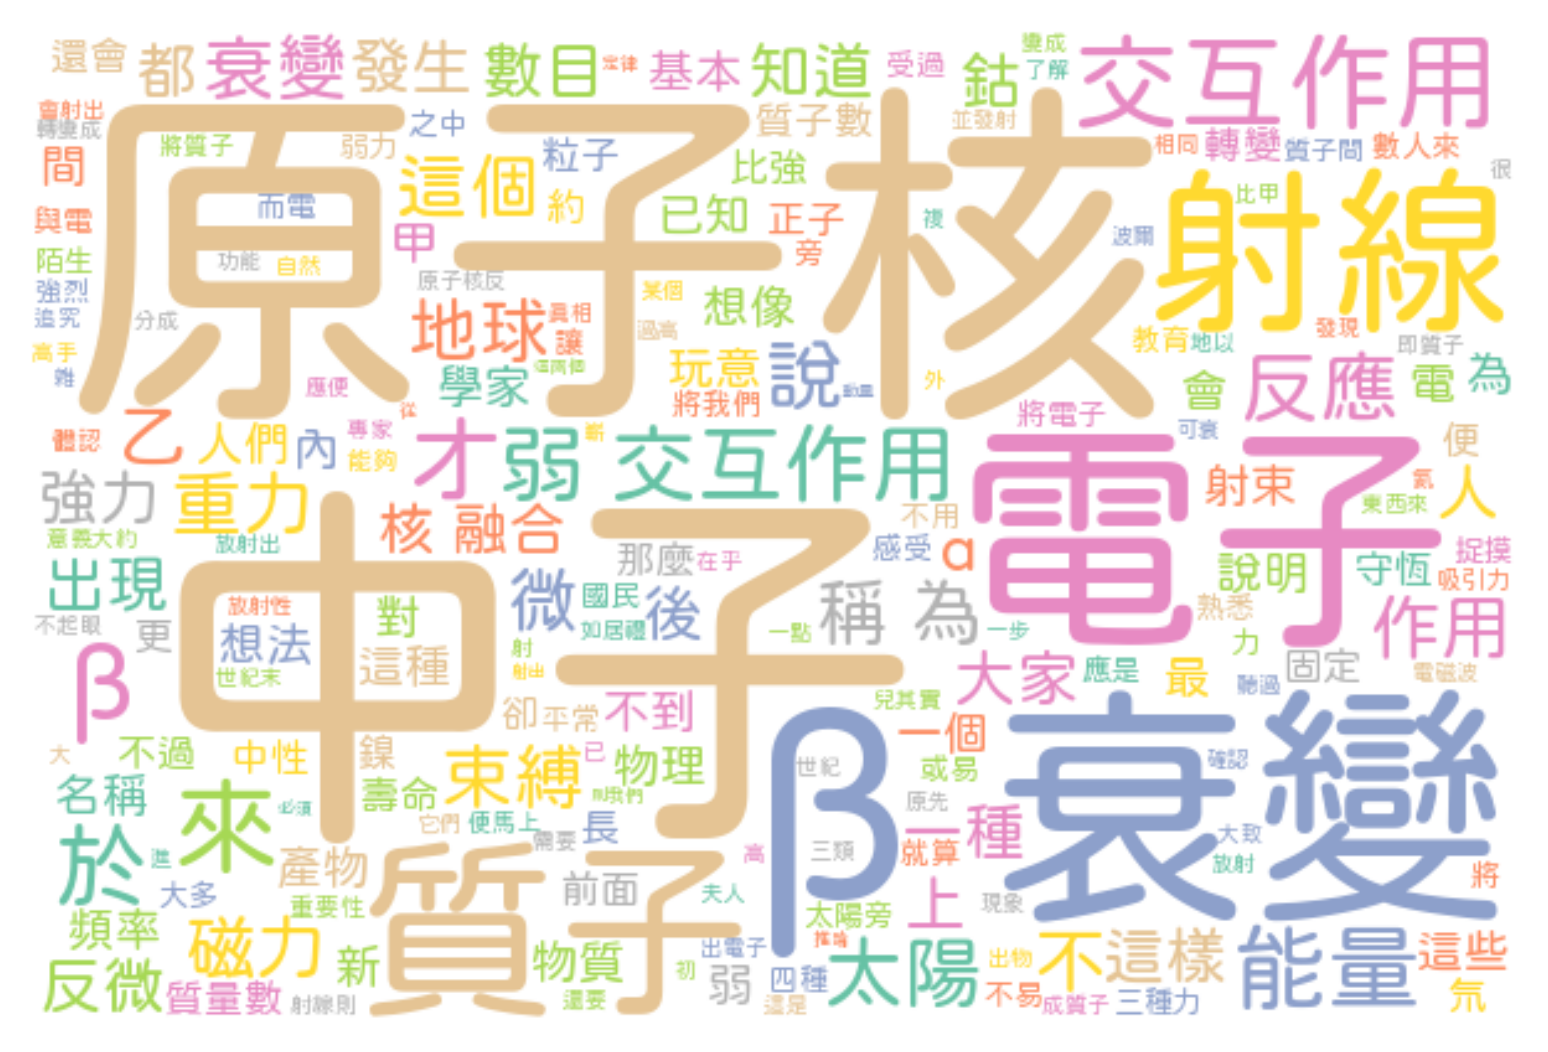 還會 都 衰變 發生 數目 定律 基本 知道 受過 鈷 變成 了解 交互作用
會射出 轉變成 將質子 之中 弱力 粒子 質子數 比強 並發射 相同 轉變 質子間 數人來
原子核
間 而電 這個 約 已知 正子 旁 複 波爾 比甲 很
與電 甲 射線
陌生 功能 自然 原子核反
強烈 某個 想像
追究 分成 地球 真相 讓 過高 教育 地以 發現 即質子
高手 雜 應便 學家 這兩個 玩意 說 動量 外 會 反應 電 為
從 將我們 將電子
體認 乙 人們 內 專家 能夠 才 弱 嶄 交互作用 可衰 便
電子
強力 重力 核 融合 不用 射束 氦 東西來 人
意義大約 放射出 那麼 在乎 感受 α 說明 守恆 捉摸 吸引力
中子
出現 放射性 對 微 國民 後 稱 為 熟悉 作用
不起眼 更 想法 這種 如居禮 一點 一步 力
β 世紀末 射 射出 大家 應是 最 聽過 固定 電磁波
卻 平常 不到 兒其實
β 衰變
大 不過 中性 鎳 束縛 已 物理 一個 或易 世紀 確認
名稱 來 必須 壽命 它們 便馬上 叫我們 原先
於 進 產物 需要 長 高 三類 就算 一種 大致 放射
質子
大多 重要性 前面 夫人 太陽旁 上 現象 將
頻率 磁力 新 物質 出電子 推論 不 這樣 能量 這些
反微 質量數 射線則 還要 初 弱 四種 這是 太陽 出物 不易 成質子 三種力 氘